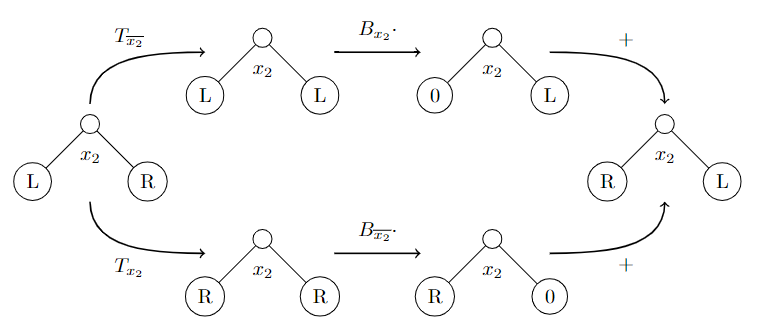 T_{\overline{x_2}}
B_{x_2}·
+
x_2
L L
x_2
0 L
x_2
L R
x_2
R L
T_{x_2}
B_{\overline{x_2}}·
+
x_2
R R
x_2
R 0